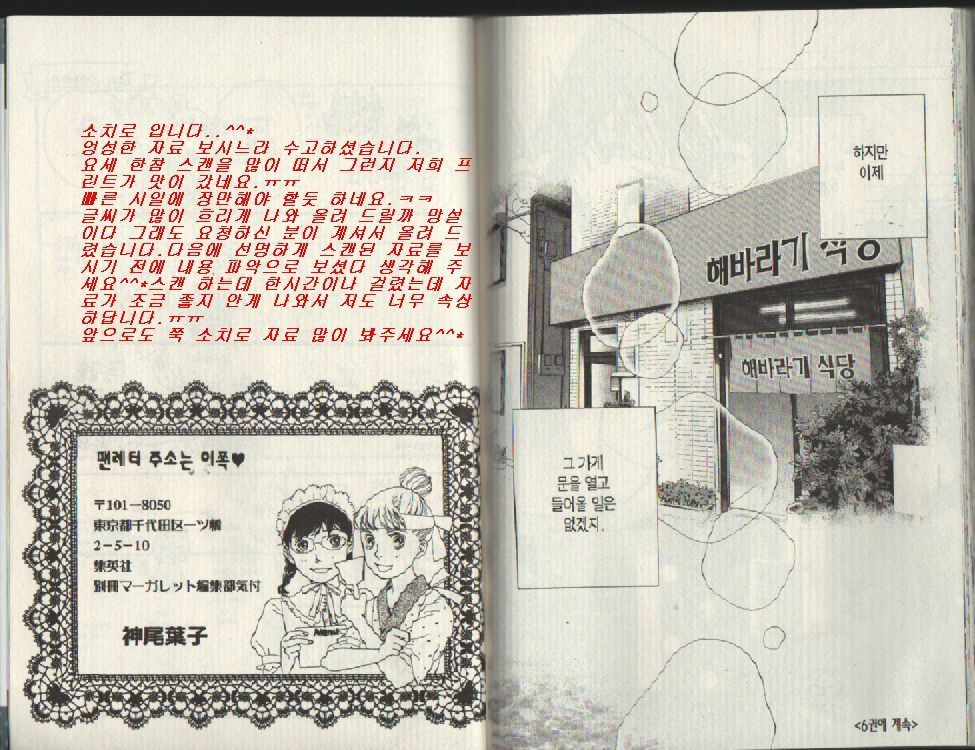 소치로 입니다..^^*
엉성한 자료 보시느라 수고하셨습니다.
요세 한참 스캔을 많이 떠서 그런지 저희 프
린트가 맛이 갔네요.ㅠㅠ
빠른 시일에 장만해야 할듯 하네요.ㅋㅋ
글씨가 많이 흐리게 나와 올려 드릴까 망설
이다 그래도 요청하신 분이 계셔서 올려 드
렸습니다.다음에 선명하게 스캔된 자료를 보
시기 전에 내용 파악으로 보셨다 생각해 주
세요^^*스캔 하는데 한시간이나 걸렸는데 자
료가 조금 좋지 안게 나와서 저도 너무 속상
하답니다.ㅠㅠ
앞으로도 쭉 소치로 자료 많이 봐주세요^^*
팬레터 주소는 이쪽♥
〒101－8050
東京都千代田区一ツ橋
2－5－10
集英社
別冊マーガレット編集部気付
神尾葉子
하지만
이제
해바라기 식당
해바라기 식당
그 가게
문을 열고
들어올 일은
없겠지.
<6권에 계속>